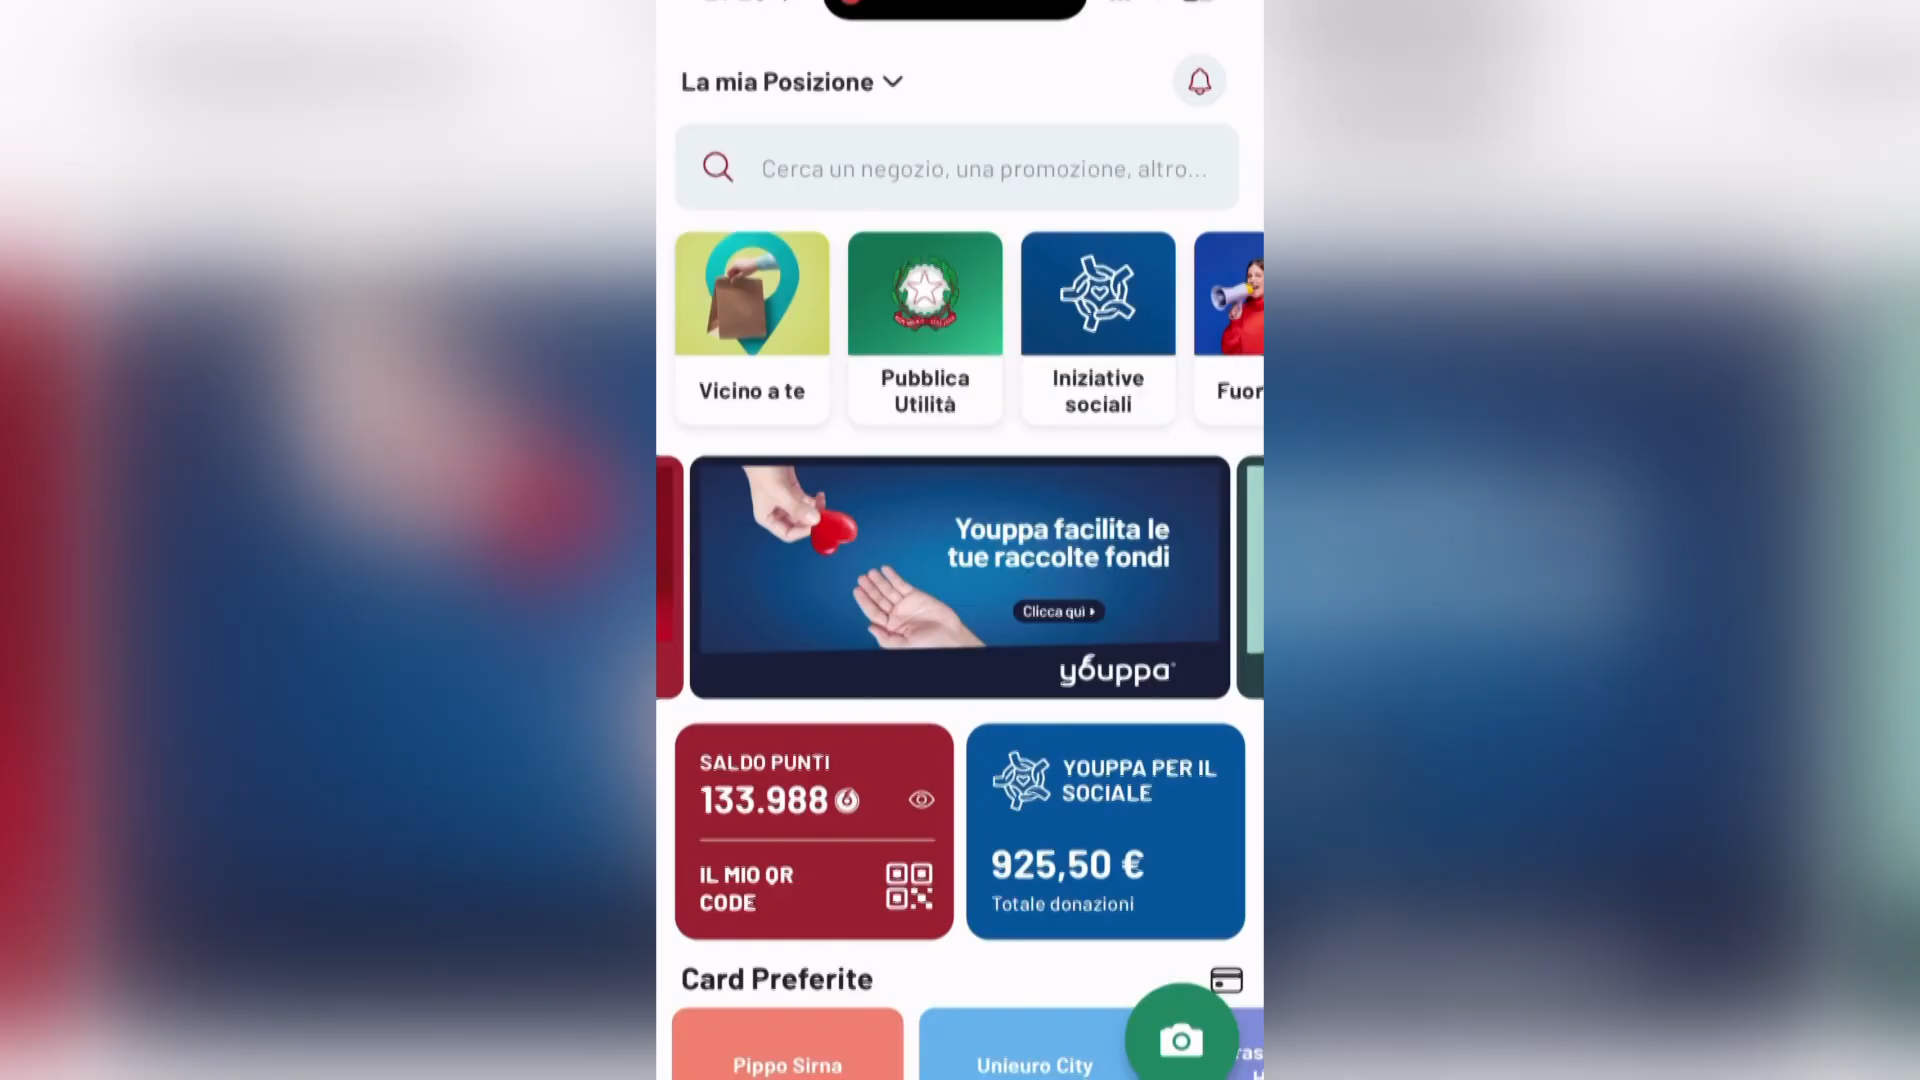 La mia Posizione
Cerca un negozio, una promozione, altro...
Vicino a te
Pubblica
Utilità
Iniziative
sociali
Fuor
Youppa facilita le
tue raccolte fondi
Clicca qui
youppa
SALDO PUNTI
133.988
IL MIO QR
CODE
YOUPPA PER IL
SOCIALE
925,50 €
Totale donazioni
Card Preferite
Pippo Sirna
Unieuro City